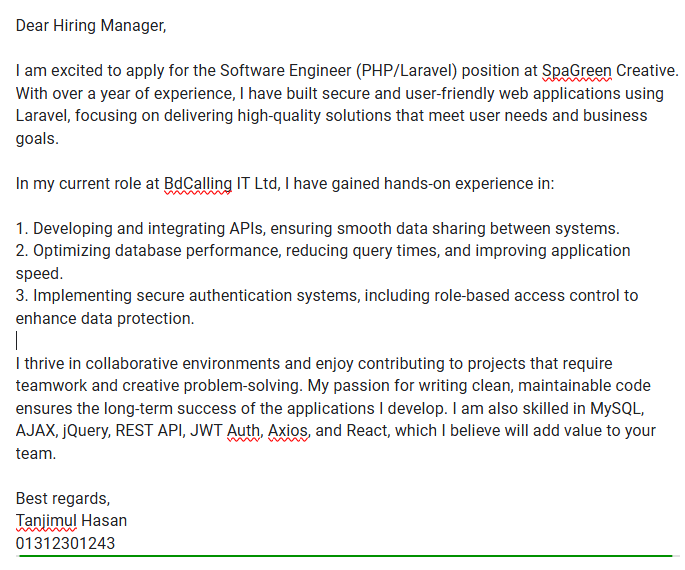 Dear Hiring Manager,
I am excited to apply for the Software Engineer (PHP/Laravel) position at SpaGreen Creative.
With over a year of experience, I have built secure and user-friendly web applications using
Laravel, focusing on delivering high-quality solutions that meet user needs and business
goals.
In my current role at BdCalling IT Ltd, I have gained hands-on experience in:
1. Developing and integrating APIs, ensuring smooth data sharing between systems.
2. Optimizing database performance, reducing query times, and improving application
speed.
3. Implementing secure authentication systems, including role-based access control to
enhance data protection.
I thrive in collaborative environments and enjoy contributing to projects that require
teamwork and creative problem-solving. My passion for writing clean, maintainable code
ensures the long-term success of the applications I develop. I am also skilled in MySQL,
AJAX, jQuery, REST API, JWT Auth, Axios, and React, which I believe will add value to your
team.
Best regards,
Tanjimul Hasan
01312301243